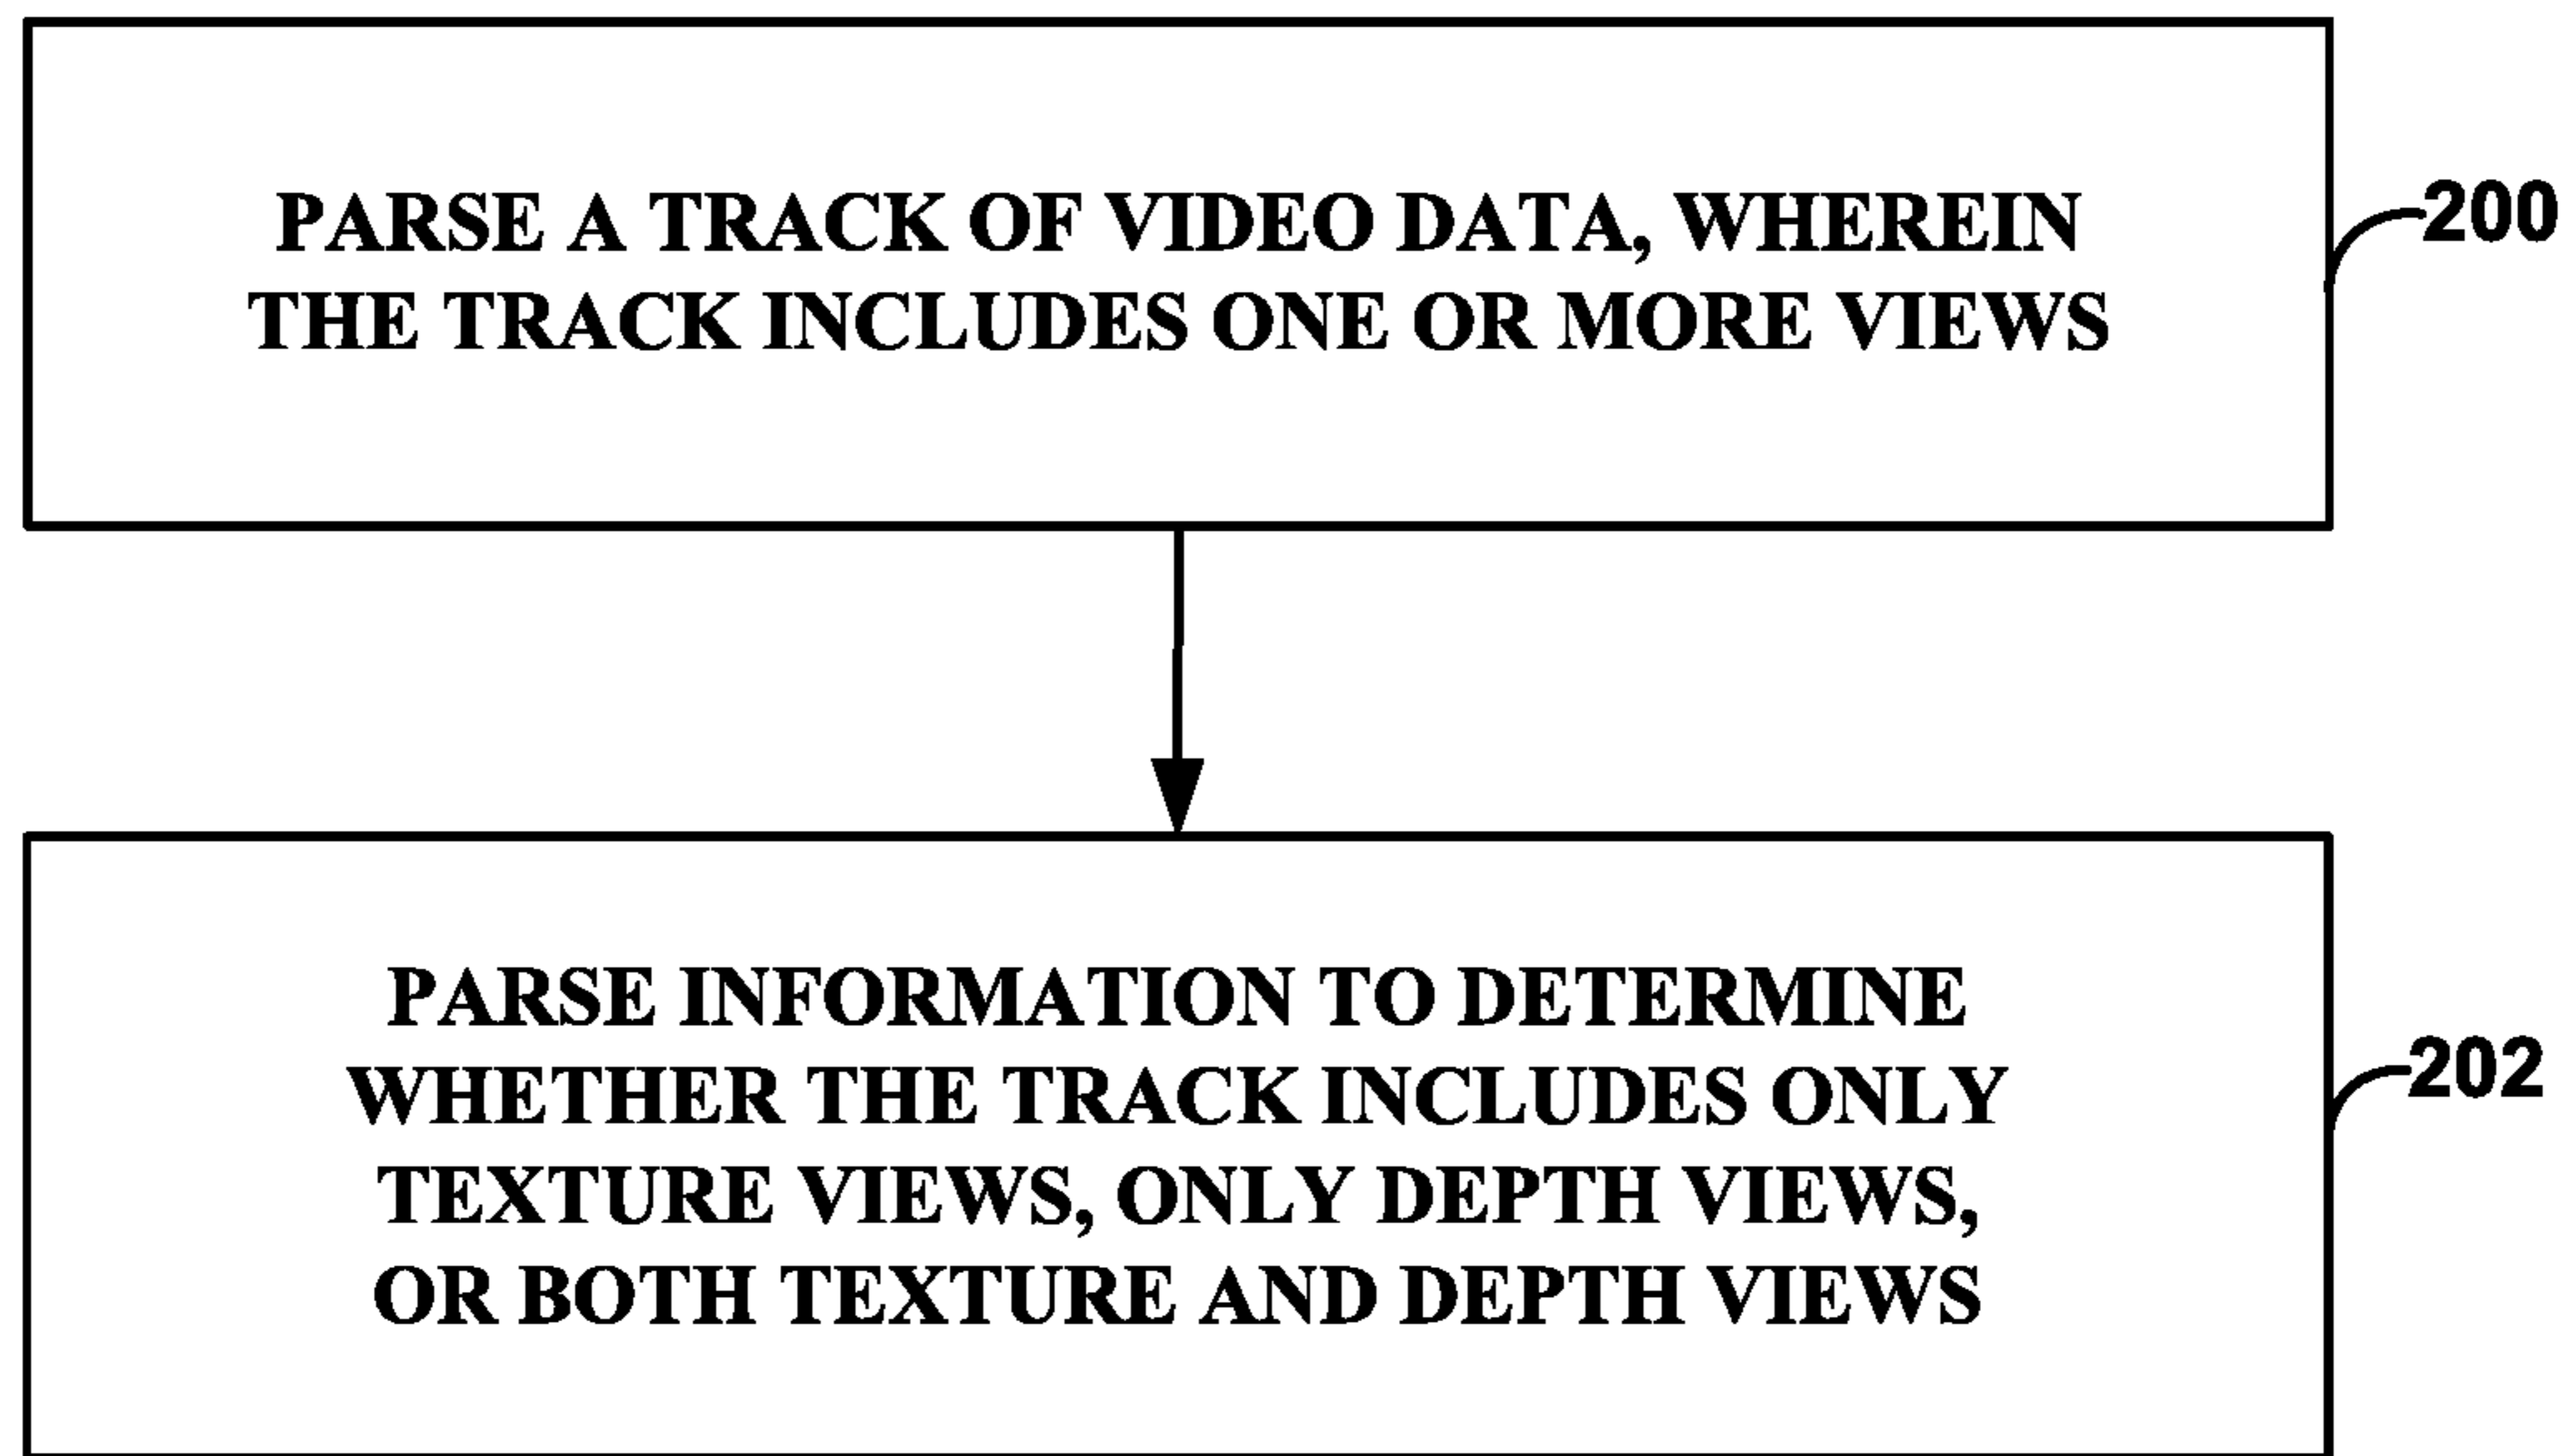 PARSE A TRACK OF VIDEO DATA, WHEREIN
THE TRACK INCLUDES ONE OR MORE VIEWS
200
PARSE INFORMATION TO DETERMINE
WHETHER THE TRACK INCLUDES ONLY
TEXTURE VIEWS, ONLY DEPTH VIEWS,
OR BOTH TEXTURE AND DEPTH VIEWS
202